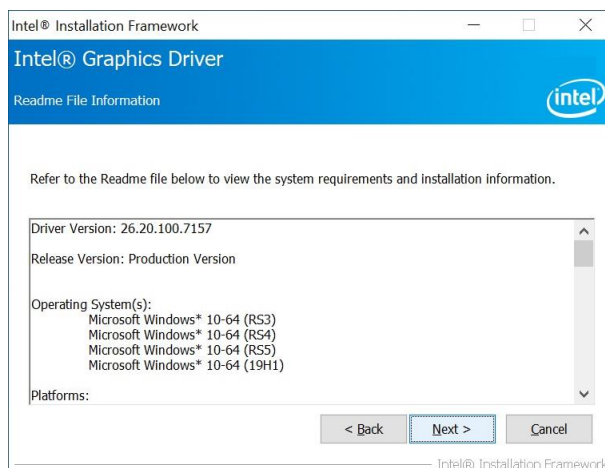 Intel® Installation Framework
Intel® Graphics Driver
Readme File Information
intel
Refer to the Readme file below to view the system requirements and installation information.
Driver Version: 26.20.100.7157
Release Version: Production Version
Operating System(s):
Microsoft Windows* 10-64 (RS3)
Microsoft Windows* 10-64 (RS4)
Microsoft Windows* 10-64 (RS5)
Microsoft Windows* 10-64 (19H1)
Platforms:
< Back Next > Cancel
Intel® Installation Framework